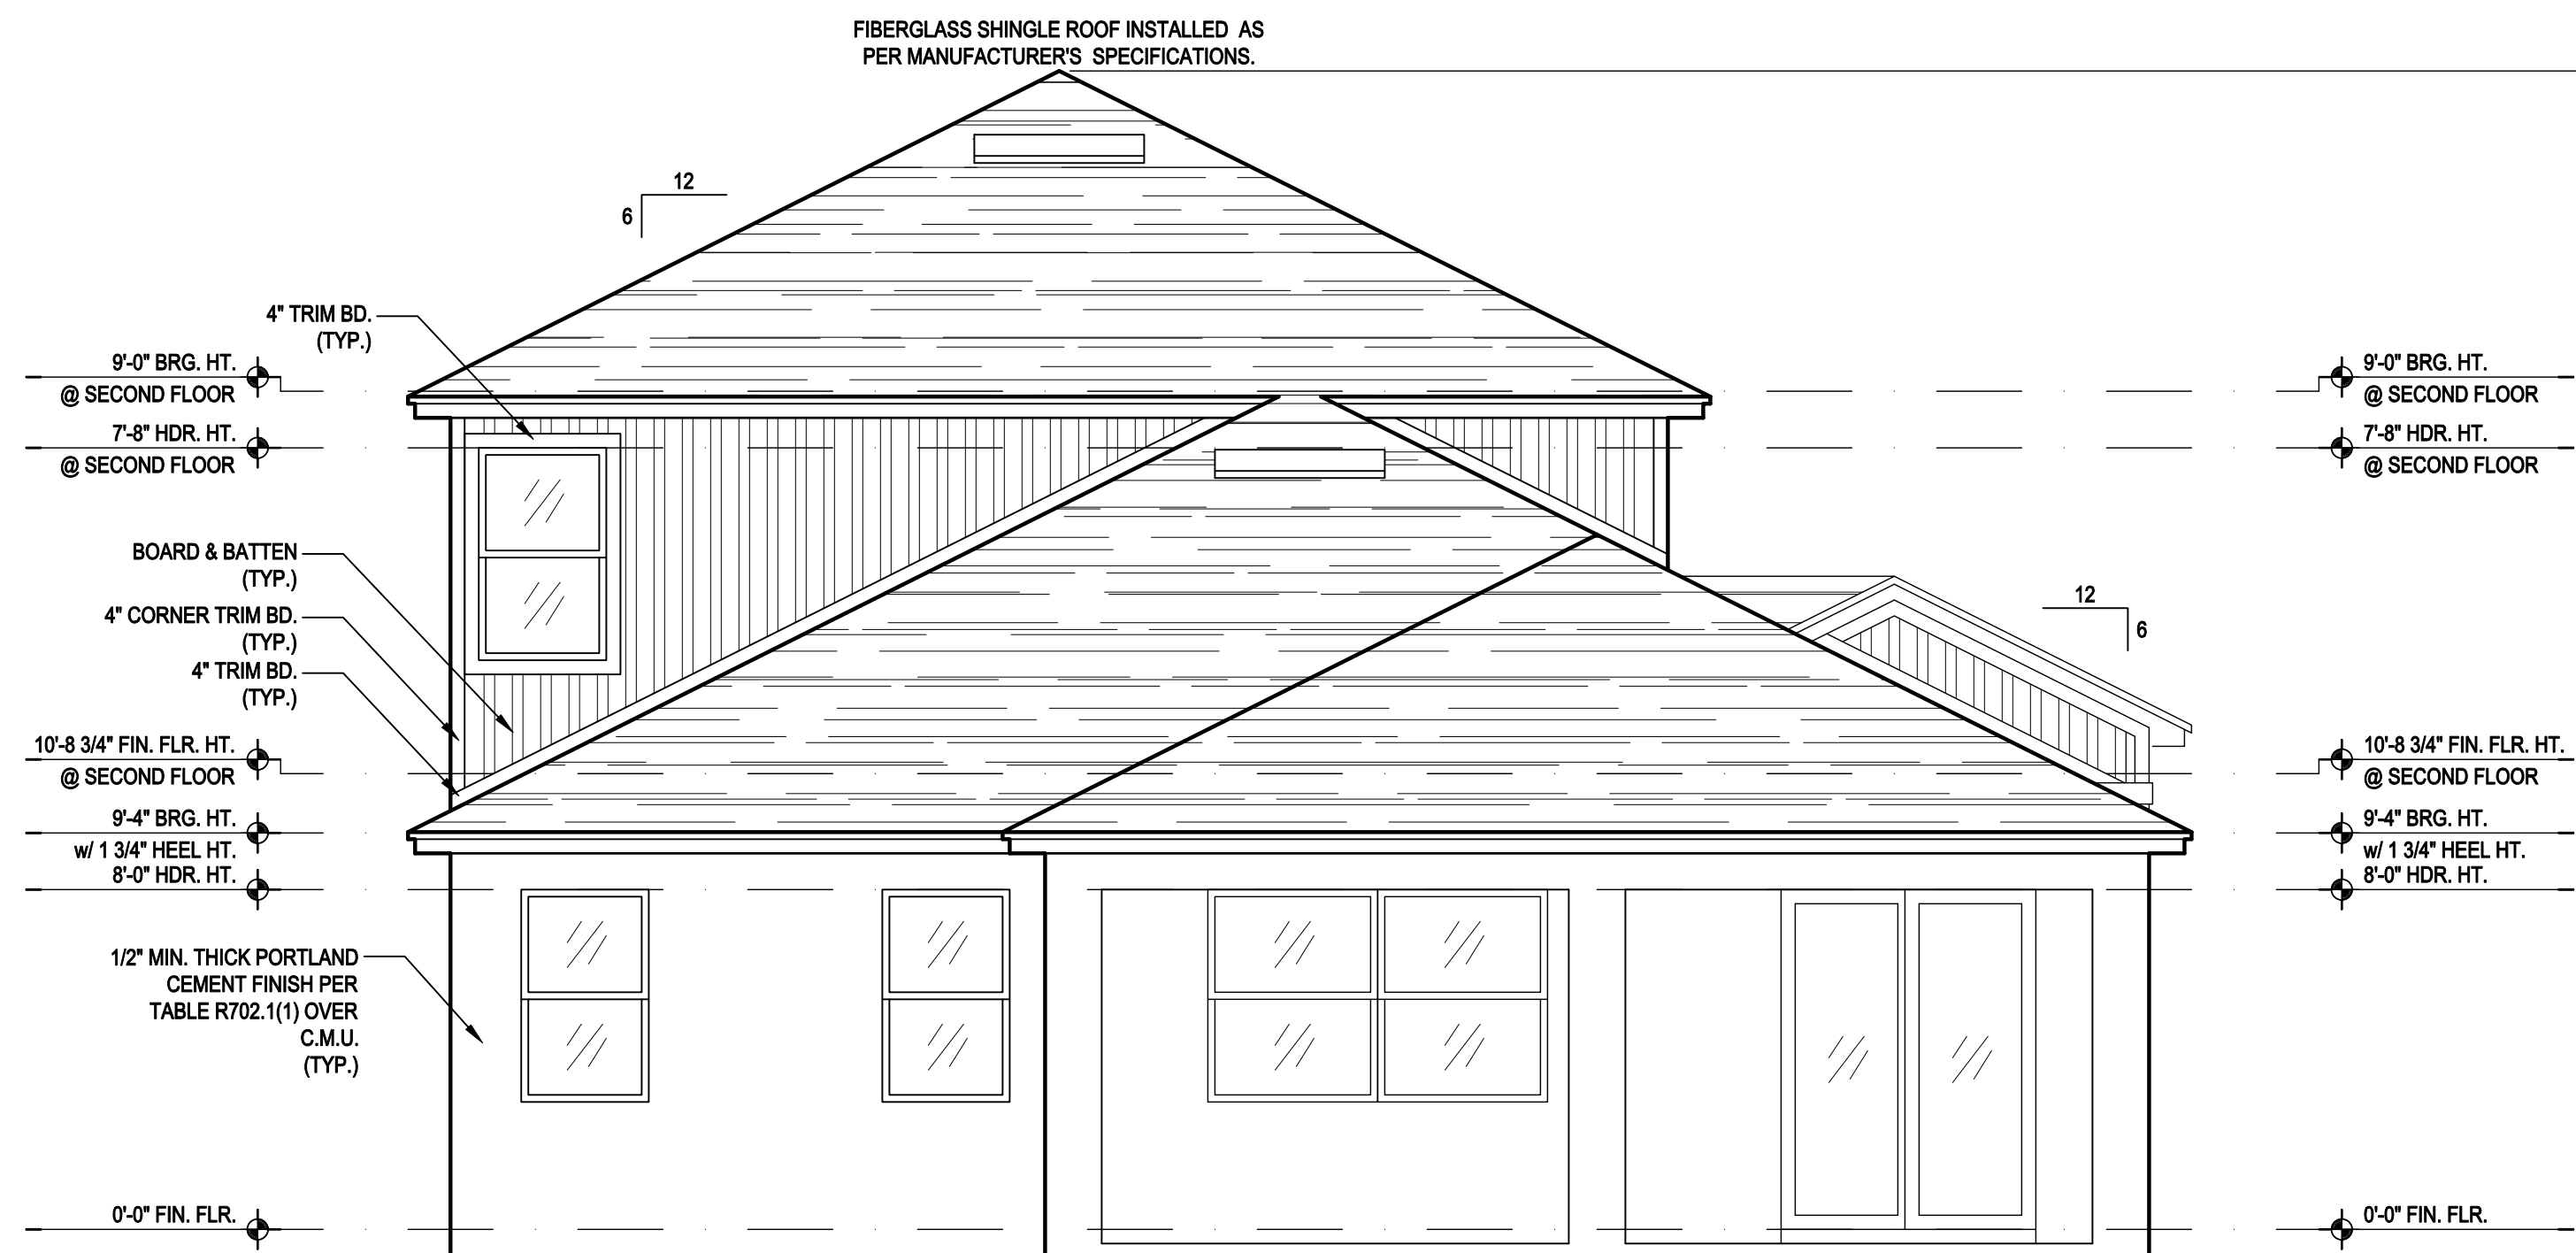 FIBERGLASS SHINGLE ROOF INSTALLED AS
PER MANUFACTURER'S SPECIFICATIONS.
12
6
4" TRIM BD.
(TYP.)
9'-0" BRG. HT.
@ SECOND FLOOR
7'-8" HDR. HT.
@ SECOND FLOOR
BOARD & BATTEN
(TYP.)
4" CORNER TRIM BD.
(TYP.)
4" TRIM BD.
(TYP.)
10'-8 3/4" FIN. FLR. HT.
@ SECOND FLOOR
9'-4" BRG. HT.
w/ 1 3/4" HEEL HT.
8'-0" HDR. HT.
1/2" MIN. THICK PORTLAND
CEMENT FINISH PER
TABLE R702.1(1) OVER
C.M.U.
(TYP.)
0'-0" FIN. FLR.
9'-0" BRG. HT.
@ SECOND FLOOR
7'-8" HDR. HT.
@ SECOND FLOOR
12
6
10'-8 3/4" FIN. FLR. HT.
@ SECOND FLOOR
9'-4" BRG. HT.
w/ 1 3/4" HEEL HT.
8'-0" HDR. HT.
0'-0" FIN. FLR.